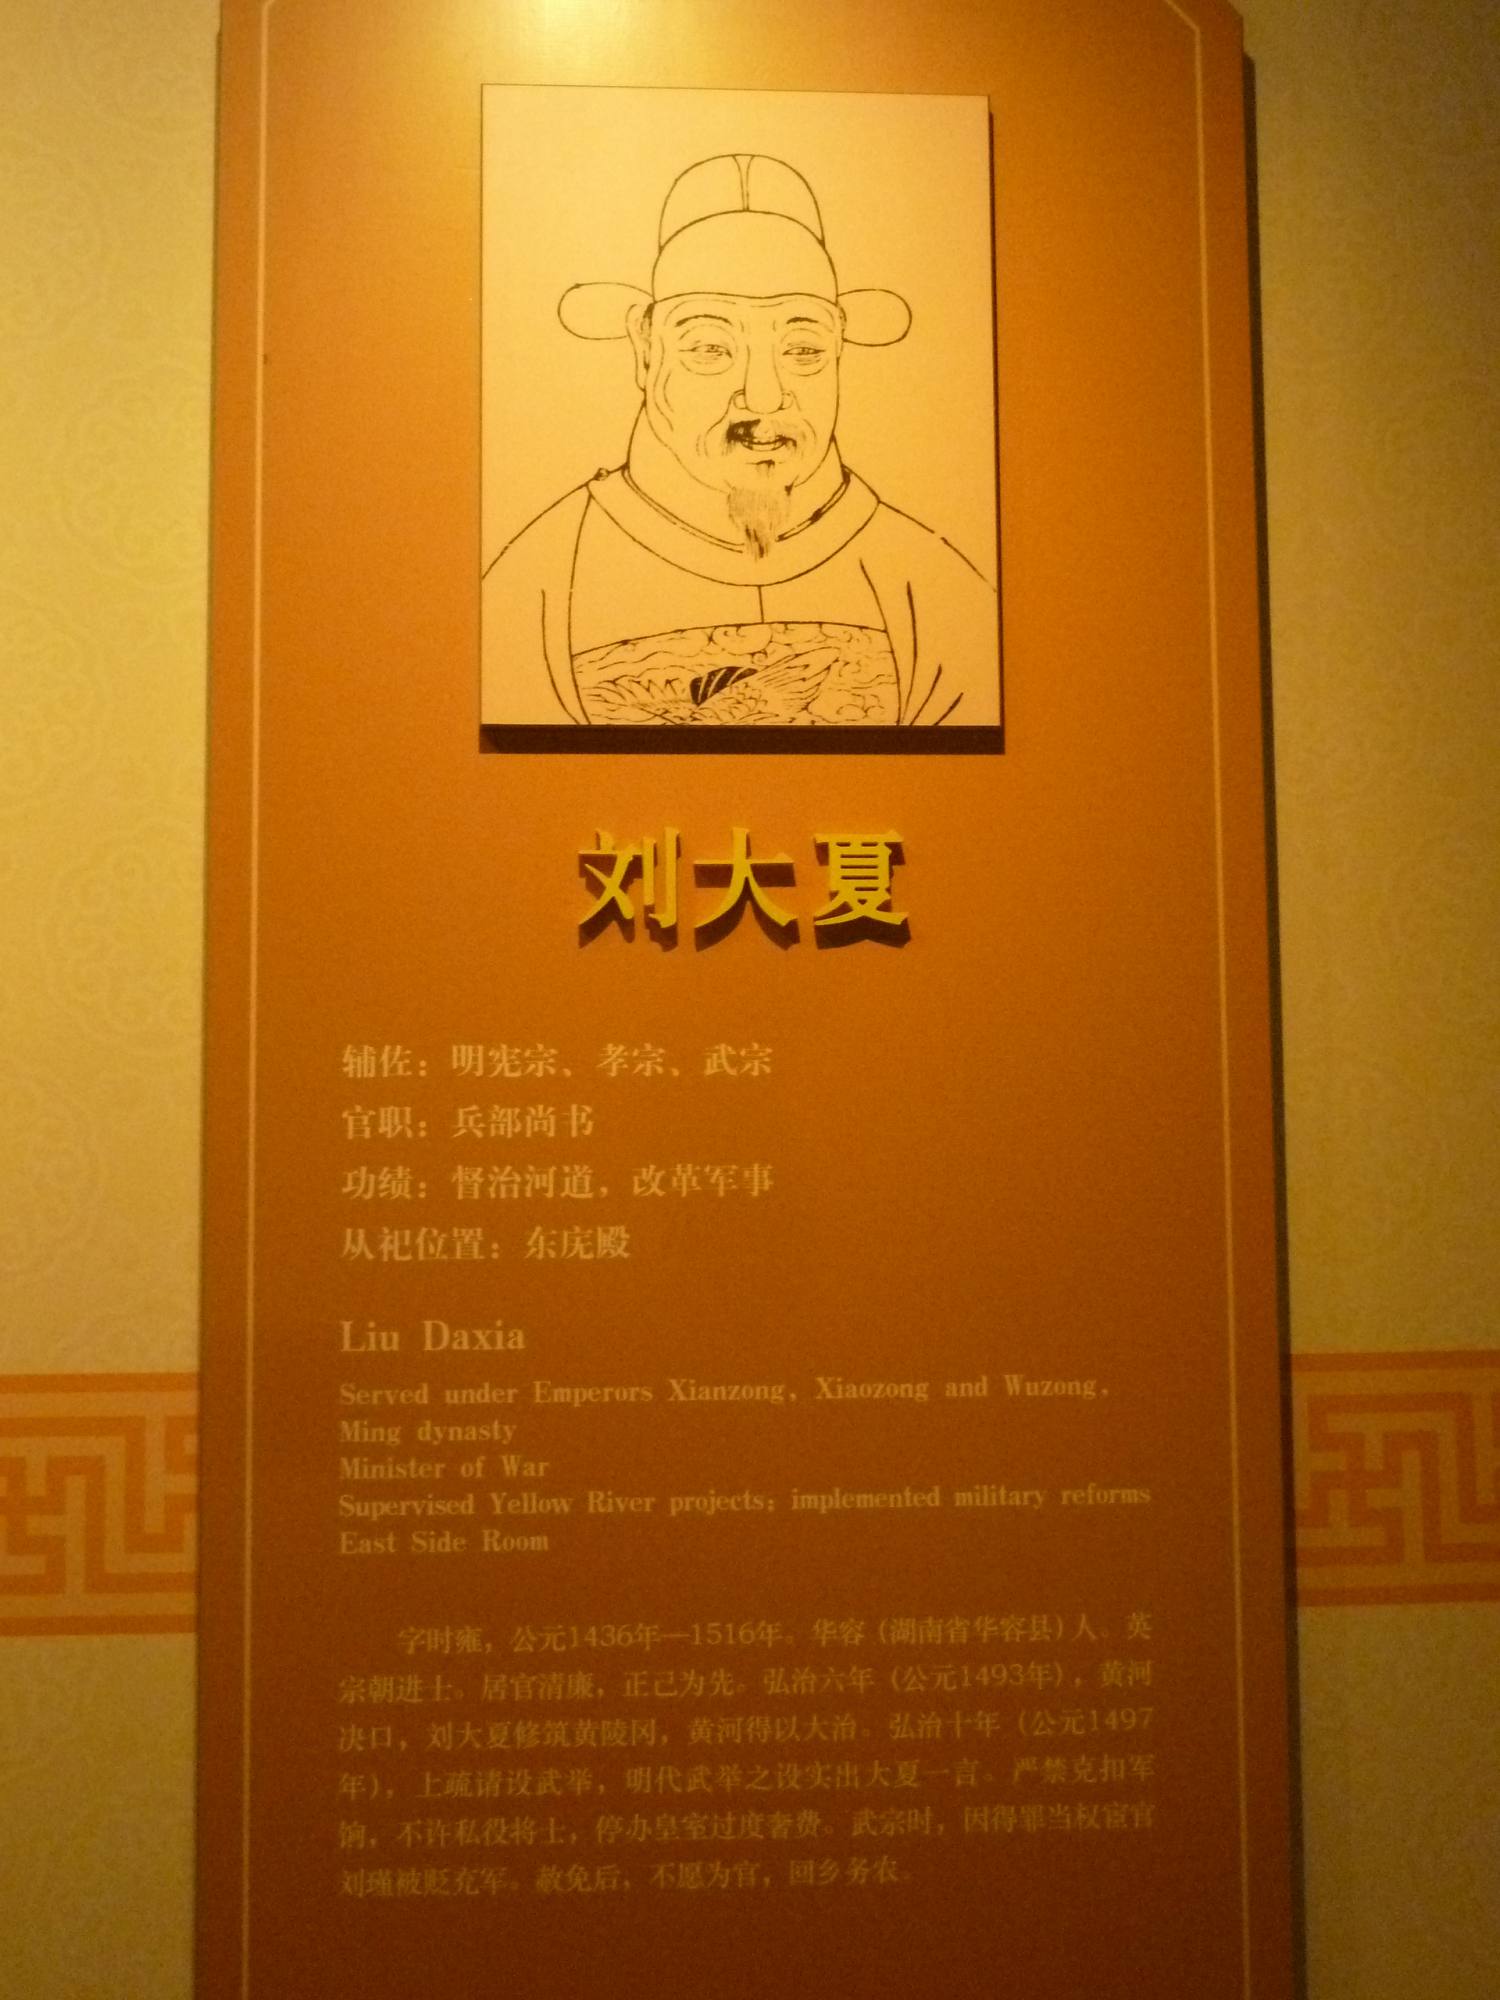 刘大夏
辅佐：明宪宗、孝宗、武宗
官职：兵部尚书
功绩：督治河道，改革军事
从祀位置：东庑殿
Liu Daxia
Served under Emperors Xianzong, Xiaozong and Wuzong,
Ming dynasty
Minister of War
Supervised Yellow River projects; implemented military reforms
East Side Room
字时雍，公元1436年—1516年。华容（湖南省华容县）人。英
宗朝进士。居官清廉，正己为先。弘治六年（公元1493年），黄河
决口，刘大夏修筑黄陵冈，黄河得以大治。弘治十年（公元1497
年），上疏请设武举，明代武举之设实出大夏一言。严禁克扣军
饷，不许私役将士，停办皇室过度奢费。武宗时，因得罪当权宦官
刘瑾被贬充军。赦免后，不愿为官，回乡务农。